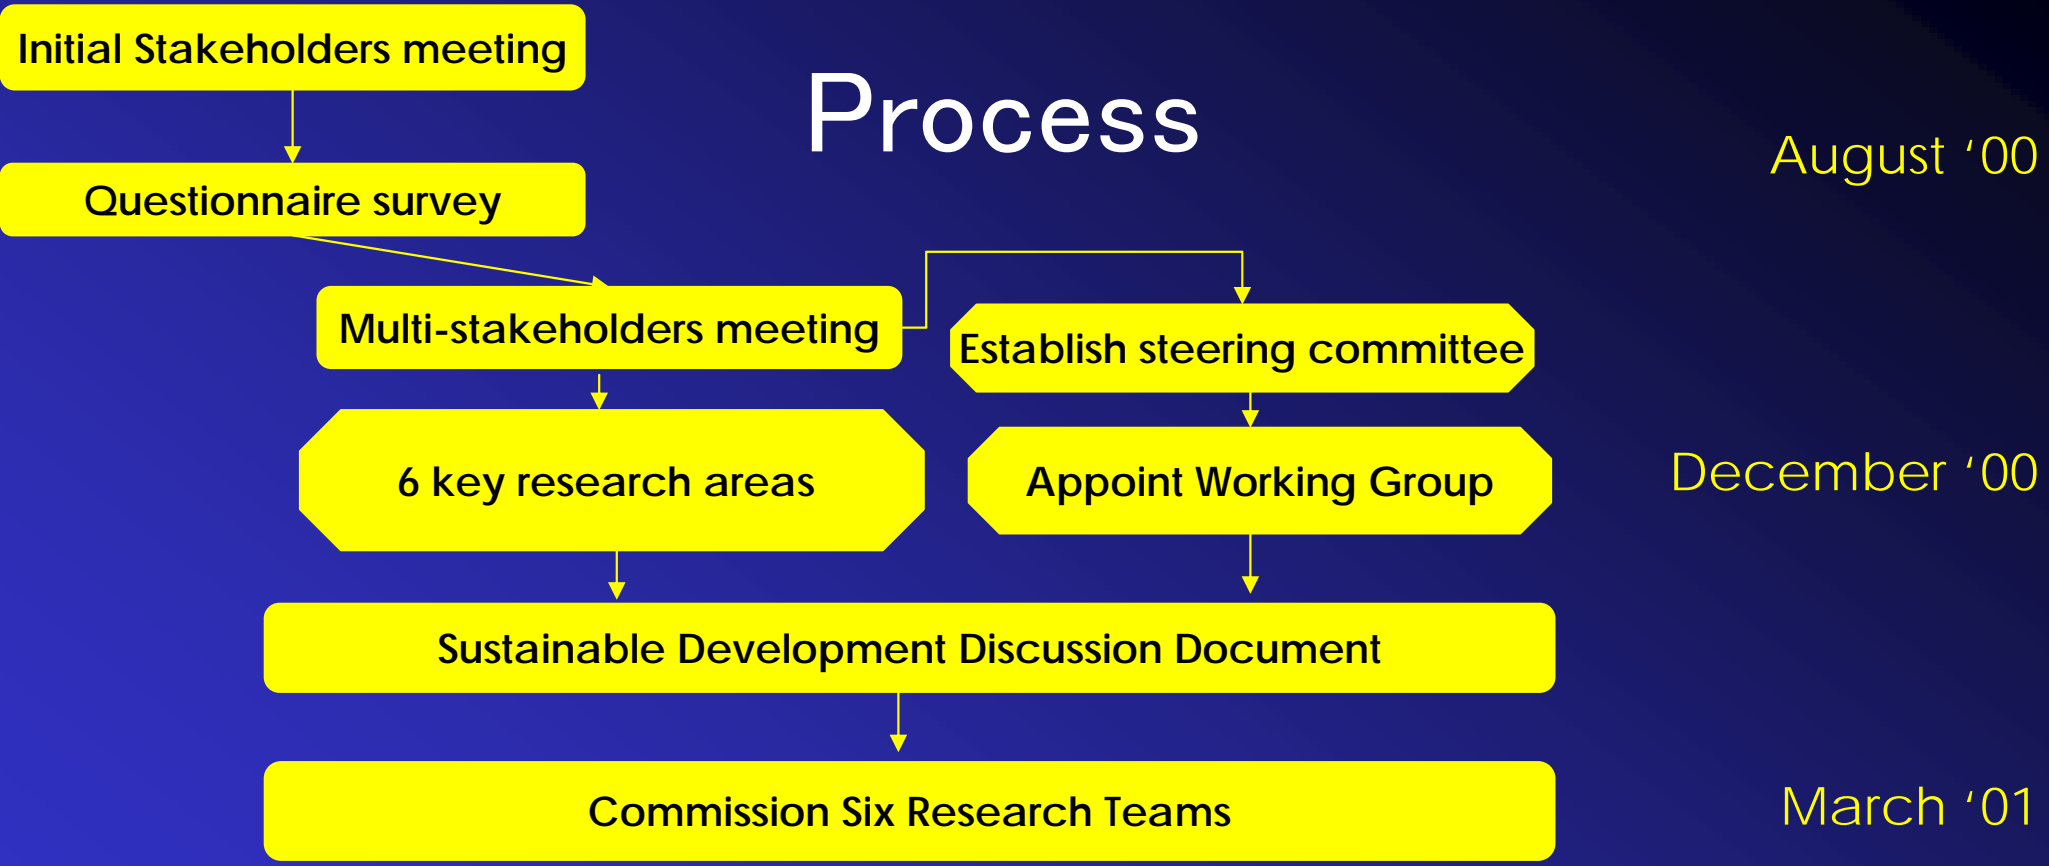 Initial Stakeholders meeting
Process
August ‘00
Questionnaire survey
Multi-stakeholders meeting
Establish steering committee
6 key research areas
Appoint Working Group
December ‘00
Sustainable Development Discussion Document
Commission Six Research Teams
March ‘01